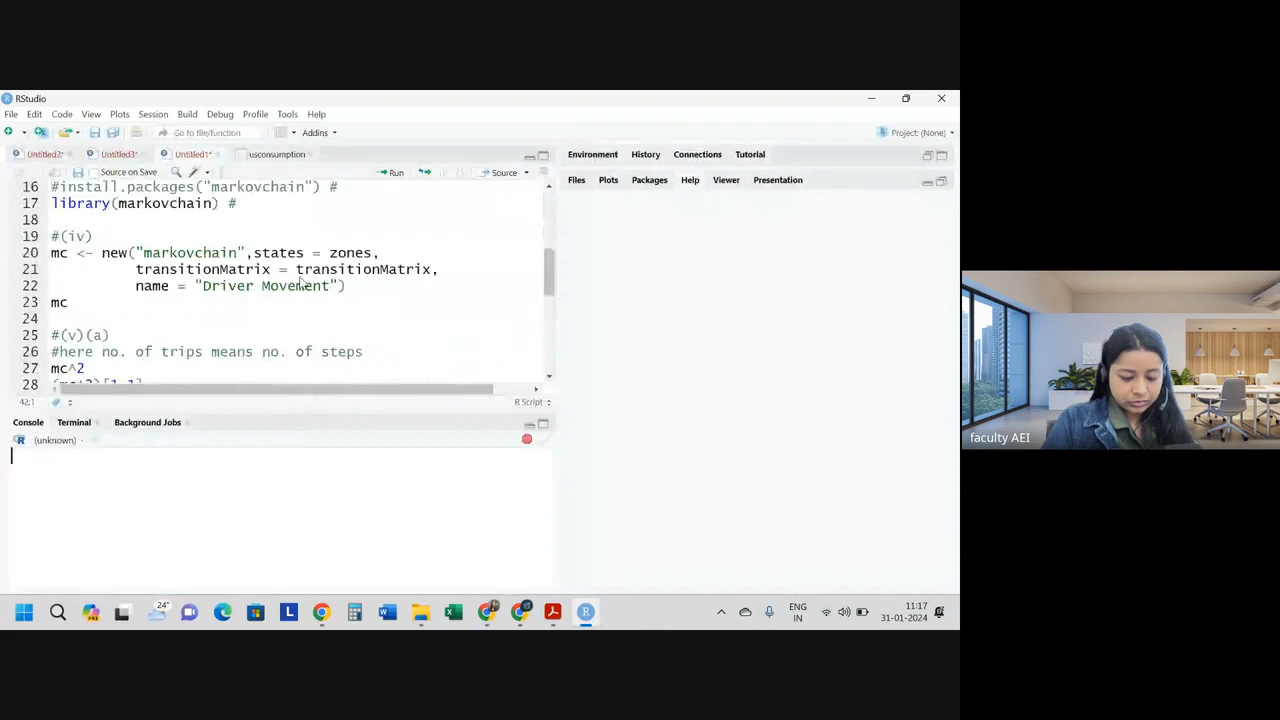 RStudio
File Edit Code View Plots Session Build Debug Profile Tools Help
Go to file/function Addins Project: (None)
Untitled2* Untitled3* Untitled1* usconsumption
Environment History Connections Tutorial
Source on Save Run Source
Files Plots Packages Help Viewer Presentation
16 #install.packages("markovchain") #
17 library(markovchain) #
18
19 #(iv)
20 mc <- new("markovchain",states = zones,
21 transitionMatrix = transitionMatrix,
22 name = "Driver Movement")
23 mc
24
25 #(v)(a)
26 #here no. of trips means no. of steps
27 mc^2
28 (mc^2)[1,1]
42:1 R Script
Console Terminal Background Jobs
(unknown)
faculty AEI
24°
ENG
IN
11:17
31-01-2024